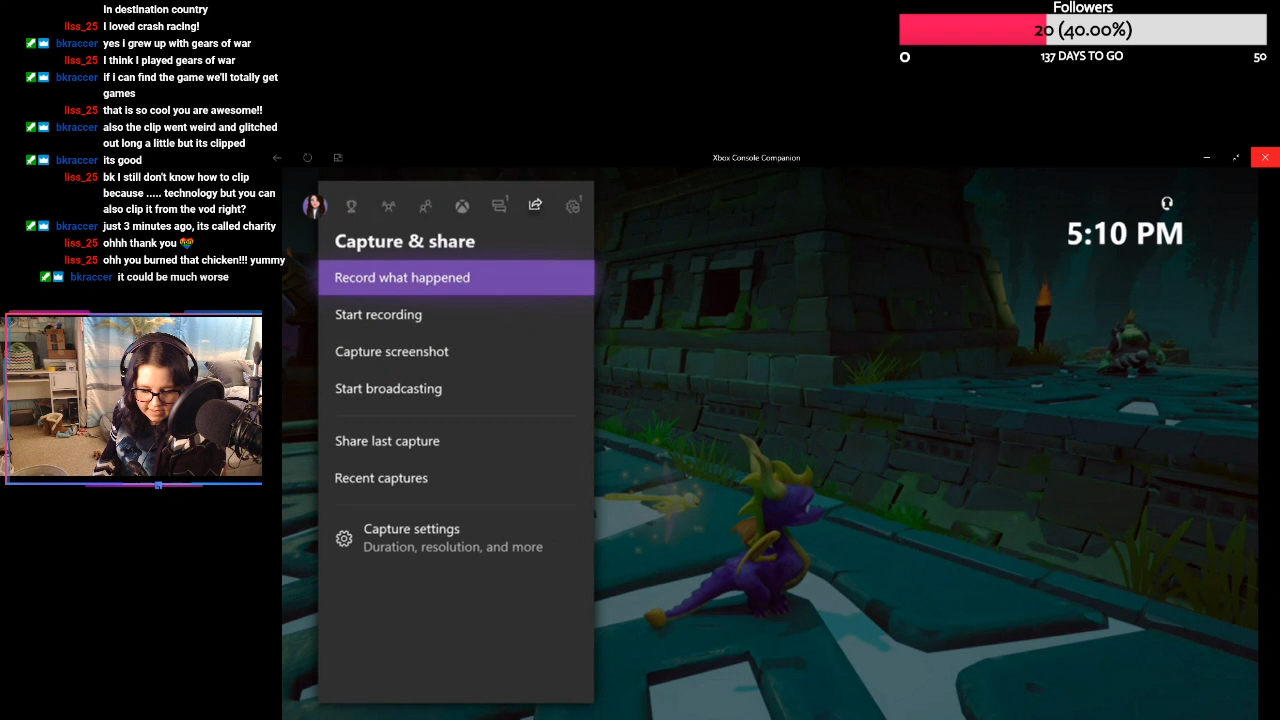 In destination country
liss_25 I loved crash racing!
bkraccer yes i grew up with gears of war
liss_25 I think I played gears of war
bkraccer if i can find the game we'll totally get
games
liss_25 that is so cool you are awesome!!
bkraccer also the clip went weird and glitched
out long a little but its clipped
bkraccer its good
liss_25 bk I still don't know how to clip
because ..... technology but you can
also clip it from the vod right?
bkraccer just 3 minutes ago, its called charity
liss_25 ohhh thank you
liss_25 ohh you burned that chicken!!! yummy
bkraccer it could be much worse
Followers
20 (40.00%)
0 137 DAYS TO GO 50
Xbox Console Companion
1 1
Capture & share
Record what happened
Start recording
Capture screenshot
Start broadcasting
Share last capture
Recent captures
Capture settings
Duration, resolution, and more
5:10 PM